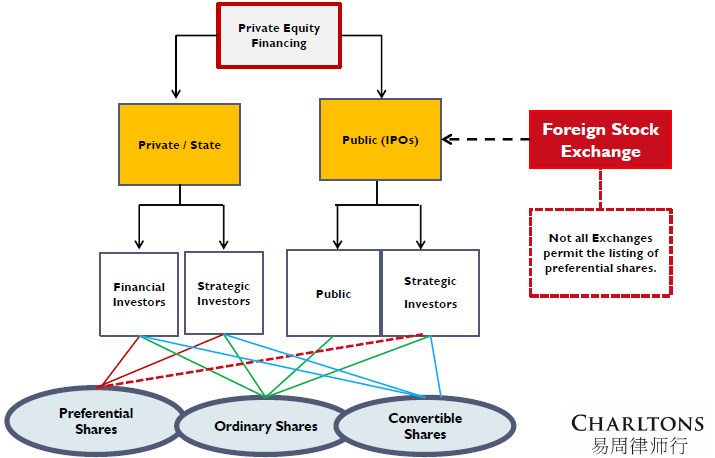 Private Equity
Financing
Private / State
Public (IPOs)
Foreign Stock
Exchange
Not all Exchanges
permit the listing of
preferential shares.
Financial
Investors
Strategic
Investors
Public
Strategic
Investors
Preferential
Shares
Ordinary Shares
Convertible
Shares
CHARLTONS
易周律师行